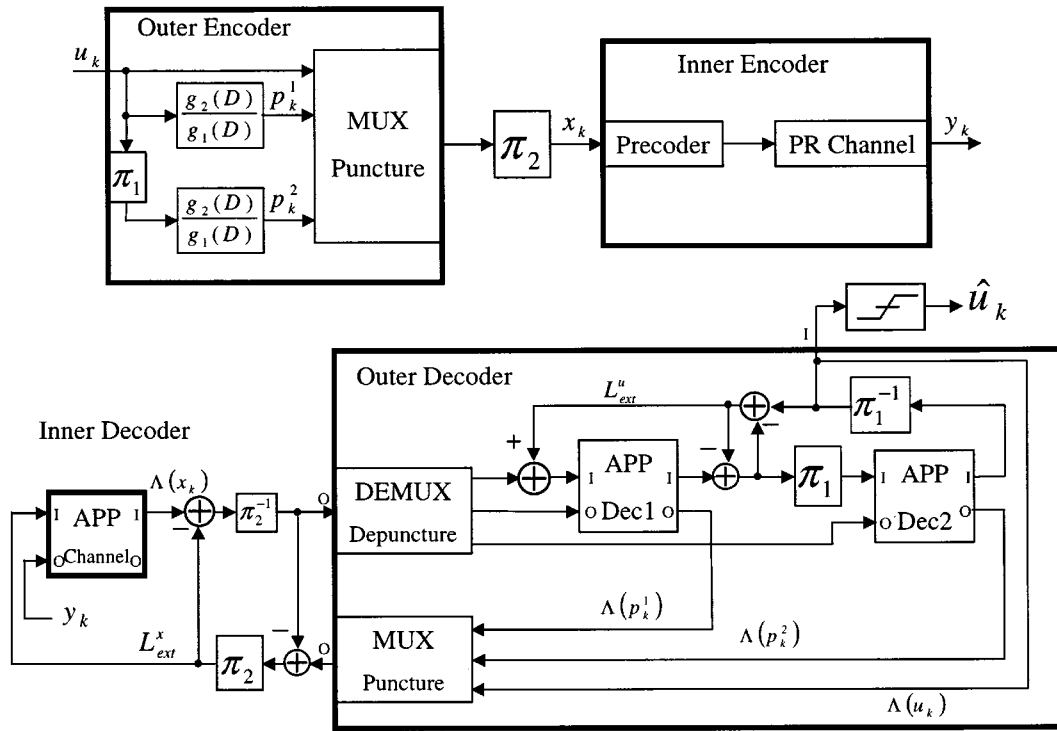 Outer Encoder
u_k
g_2(D)
g_1(D)
p_k^1
π_1
g_2(D)
g_1(D)
p_k^2
MUX
Puncture
π_2
x_k
Inner Encoder
Precoder
PR Channel
y_k
û_k
I
Outer Decoder
L_ext^u
+
−
−
π_1^{-1}
Inner Decoder
Λ(x_k)
−
π_2^{-1}
O
I APP I
O Channel O
y_k
L_ext^x
π_2
−
O
DEMUX
Depuncture
I APP I
O Dec1 O
π_1
I APP I
O Dec2 O
Λ(p_k^1)
Λ(p_k^2)
MUX
Puncture
Λ(u_k)